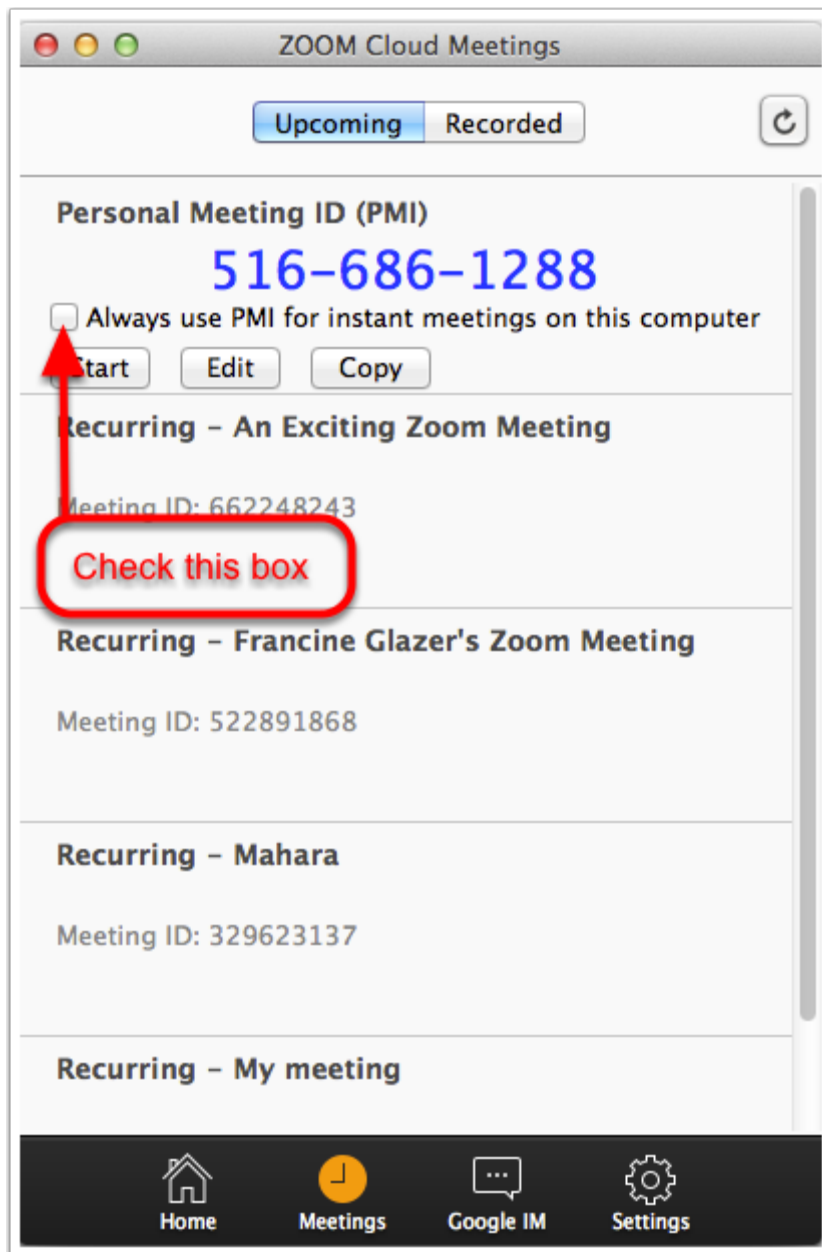 ZOOM Cloud Meetings
Upcoming Recorded
Personal Meeting ID (PMI)
516-686-1288
Always use PMI for instant meetings on this computer
Start Edit Copy
Recurring – An Exciting Zoom Meeting
Meeting ID: 662248243
Check this box
Recurring – Francine Glazer's Zoom Meeting
Meeting ID: 522891868
Recurring – Mahara
Meeting ID: 329623137
Recurring – My meeting
Home Meetings Google IM Settings